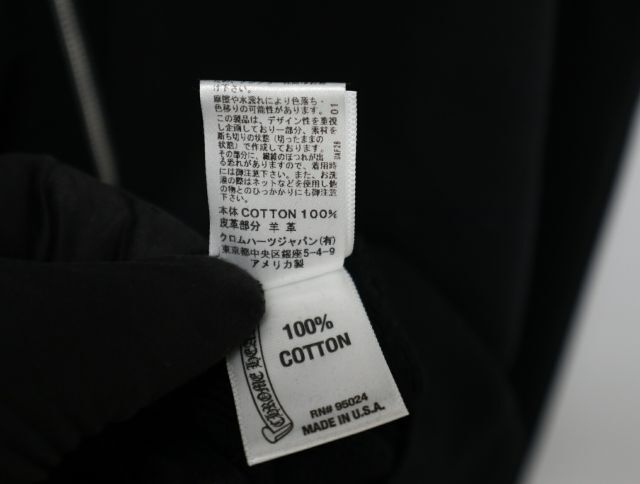 け下さい。
摩擦や水濡れにより色落ち・
色移りの可能性があります。
この製品は、デザイン性を重視
し企画しており一部分、素材を
断ち切りの状態（切ったままの
状態）で作成しております。
その部分に、繊維のほつれが出
る恐れがありますので、着用時
には御注意下さい。また、お洗
濯の際はネットなどを使用し他
の物とのひっかかりにも御注意
下さい。
本体 COTTON 100%
皮革部分 羊 革
クロムハーツジャパン(有)
東京都中央区銀座5-4-9
アメリカ製
01
100%
COTTON
RN# 95024
MADE IN U.S.A.
CHROME HEA